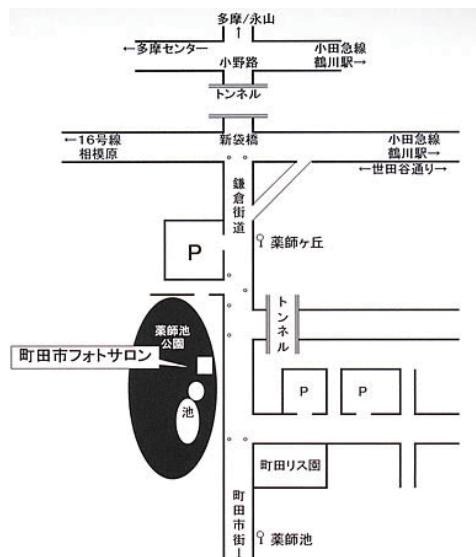 多摩/永山
↑
←多摩センター
小田急線
鶴川駅→
小野路
トンネル
←16号線
相模原
新袋橋
小田急線
鶴川駅→
←世田谷通り→
鎌倉街道
P
薬師ヶ丘
トンネル
薬師池
公園
町田市フォトサロン
池
P
P
町田リス園
町田市街→
薬師池